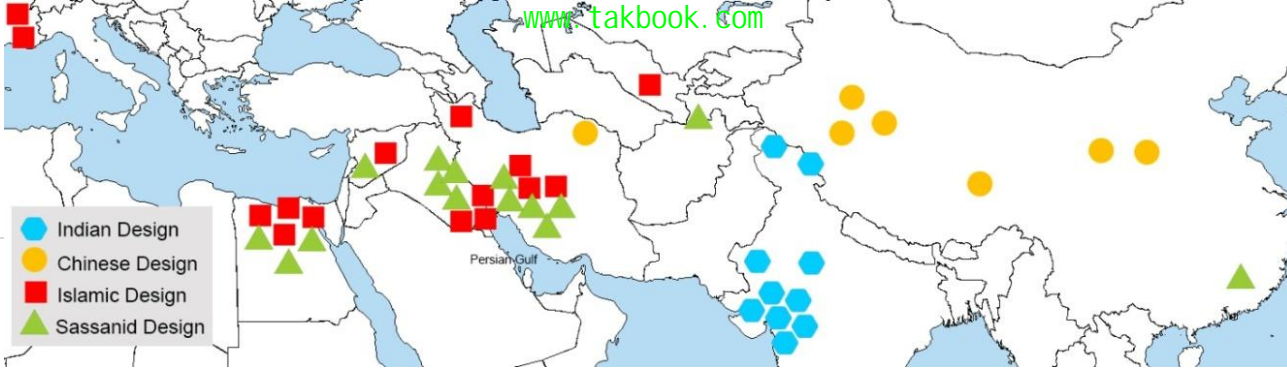 www.takbook.com
Persian Gulf
Indian Design
Chinese Design
Islamic Design
Sassanid Design